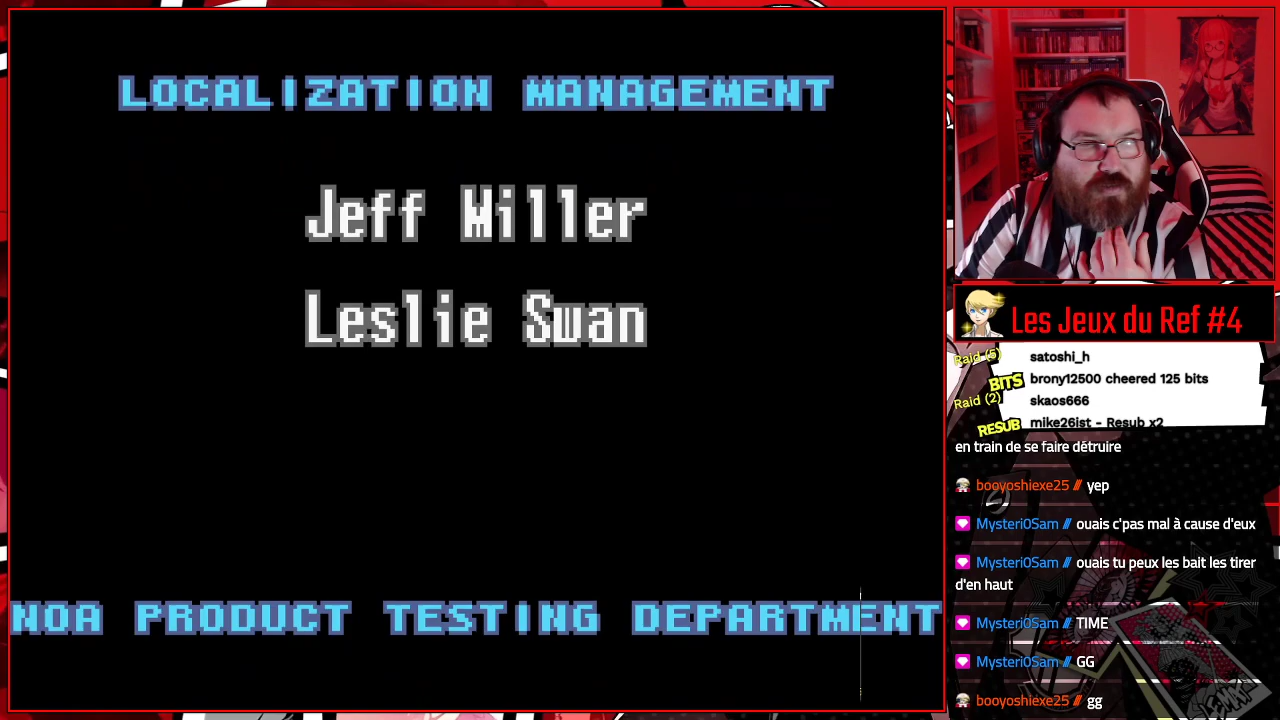 LOCALIZATION MANAGEMENT
Jeff Miller
Leslie Swan
NOA PRODUCT TESTING DEPARTMENT
Les Jeux du Ref #4
Raid (5) satoshi_h
BITS brony12500 cheered 125 bits
Raid (2) skaos666
RESUB mike26ist - Resub x2
en train de se faire détruire
booyoshiexe25 /// yep
Mysteri0Sam /// ouais c'pas mal à cause d'eux
Mysteri0Sam /// ouais tu peux les bait les tirer
d'en haut
Mysteri0Sam /// TIME
Mysteri0Sam /// GG
booyoshiexe25 /// gg